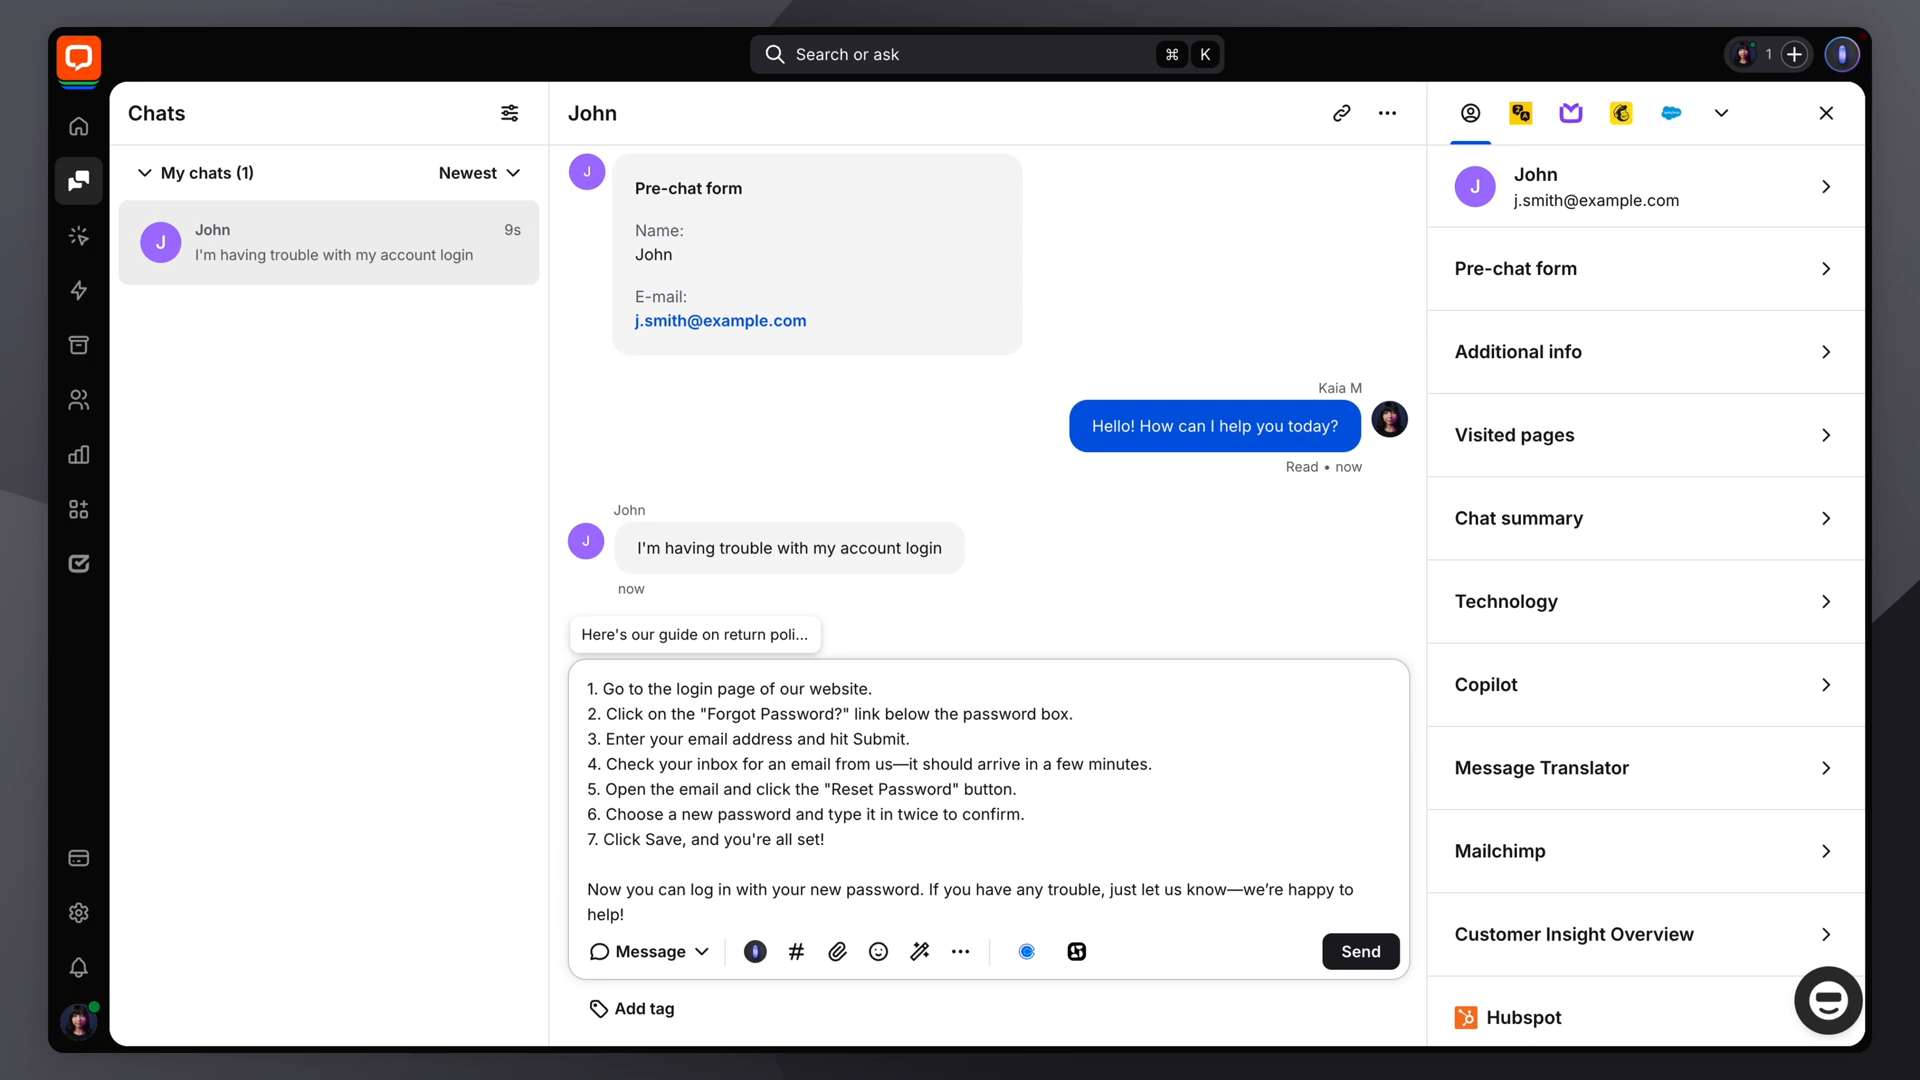 Search or ask
⌘ K
1
Chats
John
My chats (1)
Newest
J
John
9s
I'm having trouble with my account login
J
Pre-chat form
Name:
John
E-mail:
j.smith@example.com
Kaia M
Hello! How can I help you today?
Read • now
John
J
I'm having trouble with my account login
now
Here's our guide on return poli...
1. Go to the login page of our website.
2. Click on the "Forgot Password?" link below the password box.
3. Enter your email address and hit Submit.
4. Check your inbox for an email from us—it should arrive in a few minutes.
5. Open the email and click the "Reset Password" button.
6. Choose a new password and type it in twice to confirm.
7. Click Save, and you're all set!
Now you can log in with your new password. If you have any trouble, just let us know—we’re happy to
help!
Message
Send
Add tag
J
John
j.smith@example.com
Pre-chat form
Additional info
Visited pages
Chat summary
Technology
Copilot
Message Translator
Mailchimp
Customer Insight Overview
Hubspot